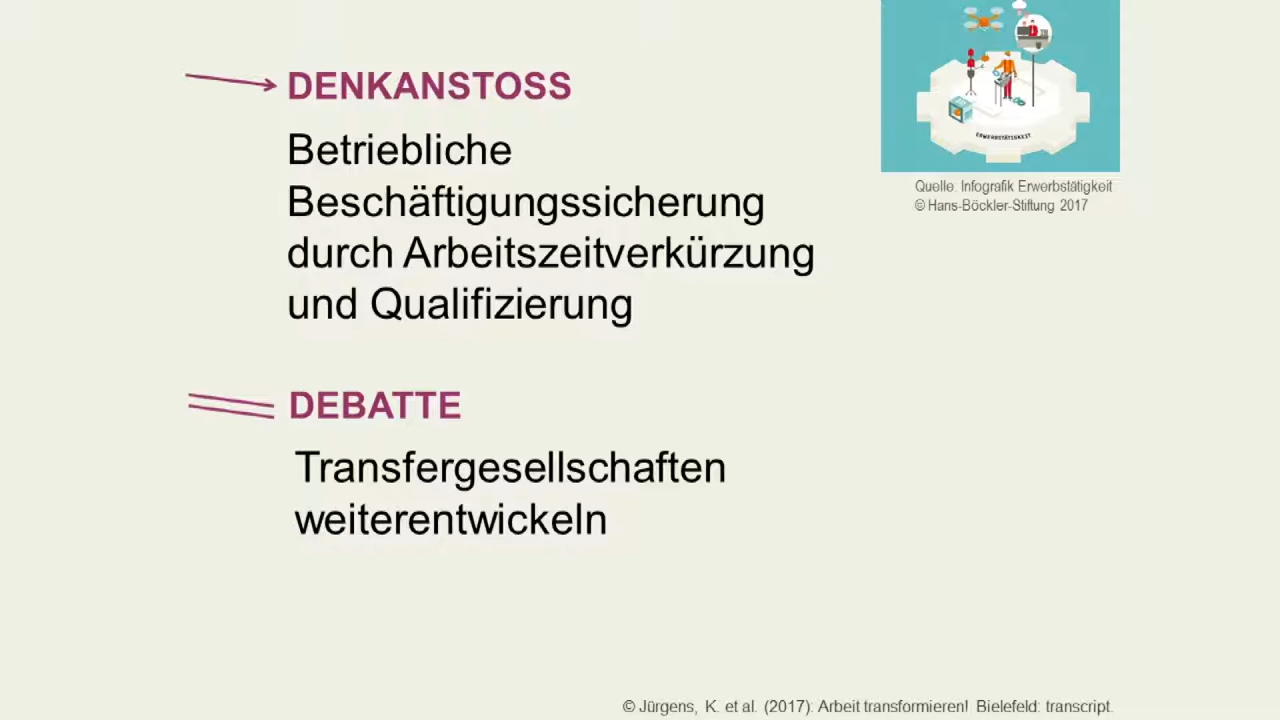 DENKANSTOSS
Betriebliche
Beschäftigungssicherung
durch Arbeitszeitverkürzung
und Qualifizierung
ERWERBSTÄTIGKEIT
Quelle: Infografik Erwerbstätigkeit
© Hans-Böckler-Stiftung 2017
DEBATTE
Transfergesellschaften
weiterentwickeln
© Jürgens, K. et al. (2017): Arbeit transformieren! Bielefeld: transcript.